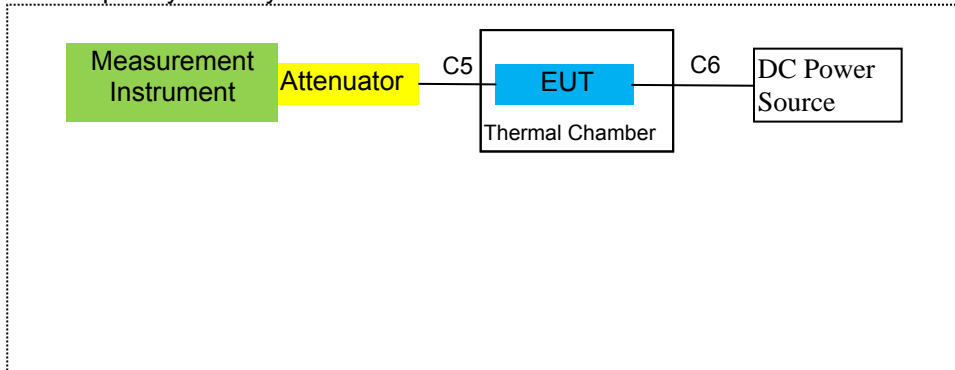 Measurement
Instrument
Attenuator
C5
EUT
Thermal Chamber
C6
DC Power
Source